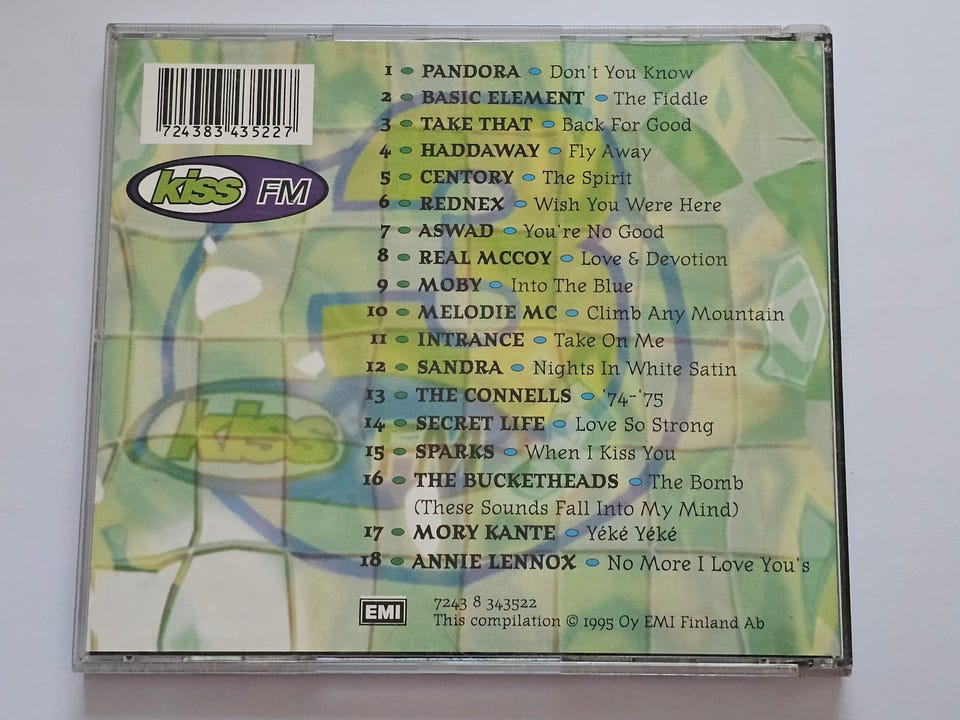 7 24383 43522 7
kiss FM
1 PANDORA Don't You Know
2 BASIC ELEMENT The Fiddle
3 TAKE THAT Back For Good
4 HADDAWAY Fly Away
5 CENTORY The Spirit
6 REDNEX Wish You Were Here
7 ASWAD You're No Good
8 REAL MCCOY Love & Devotion
9 MOBY Into The Blue
10 MELODIE MC Climb Any Mountain
11 INTRANCE Take On Me
12 SANDRA Nights In White Satin
13 THE CONNELLS '74-'75
14 SECRET LIFE Love So Strong
15 SPARKS When I Kiss You
16 THE BUCKETHEADS The Bomb
(These Sounds Fall Into My Mind)
17 MORY KANTE Yéké Yéké
18 ANNIE LENNOX No More I Love You's
kiss
EMI
7243 8 343522
This compilation © 1995 Oy EMI Finland Ab